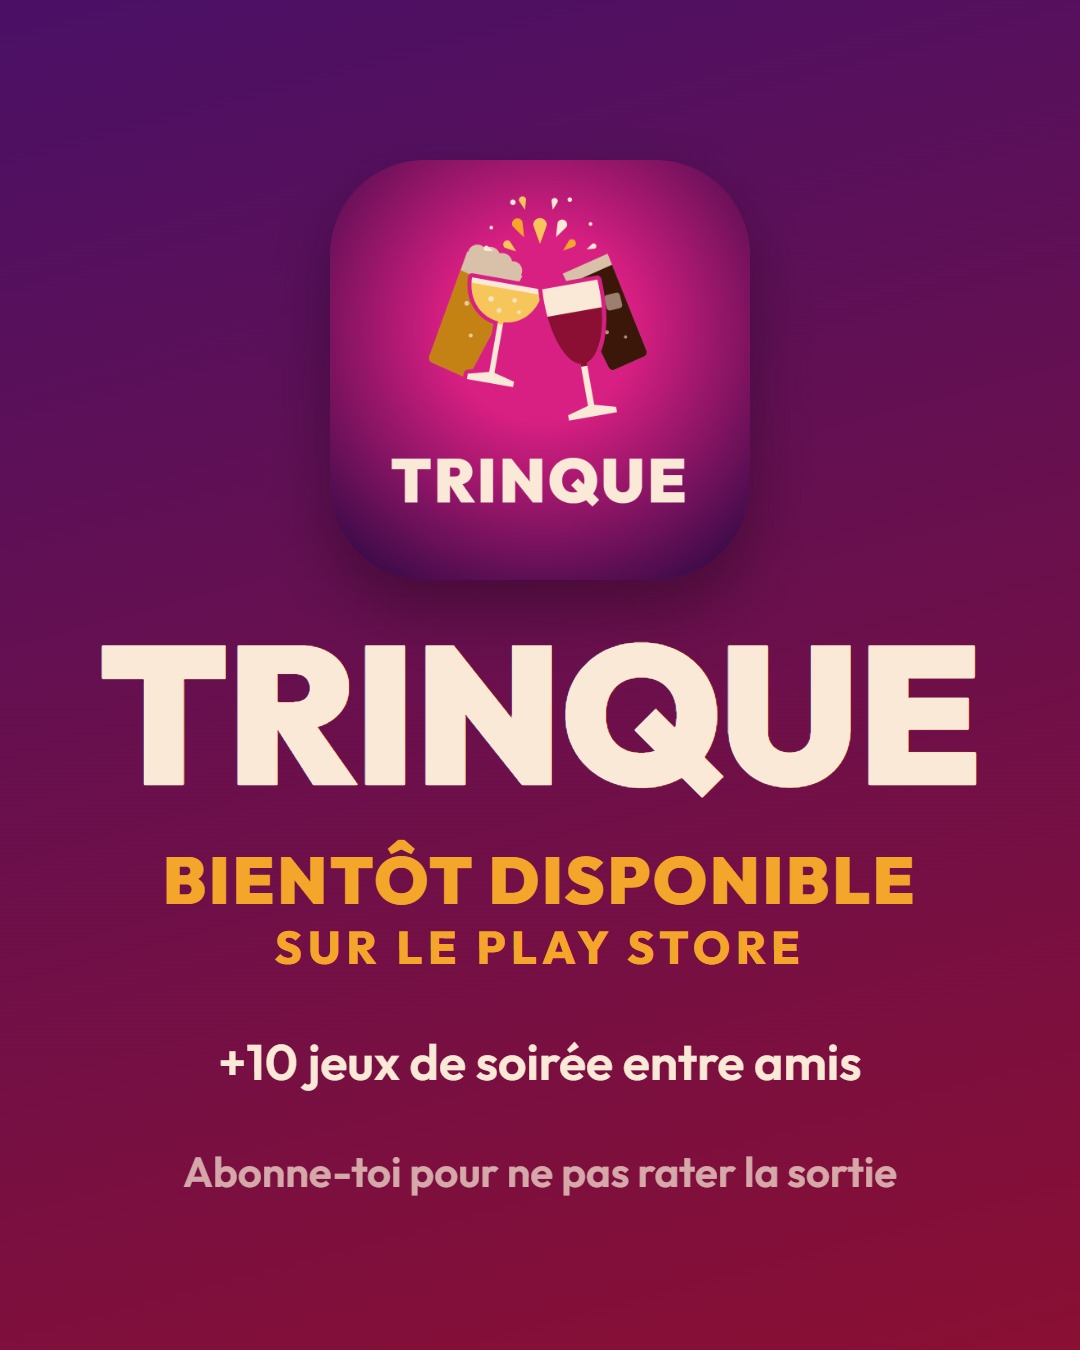 TRINQUE
TRINQUE
BIENTÔT DISPONIBLE
SUR LE PLAY STORE
+10 jeux de soirée entre amis
Abonne-toi pour ne pas rater la sortie